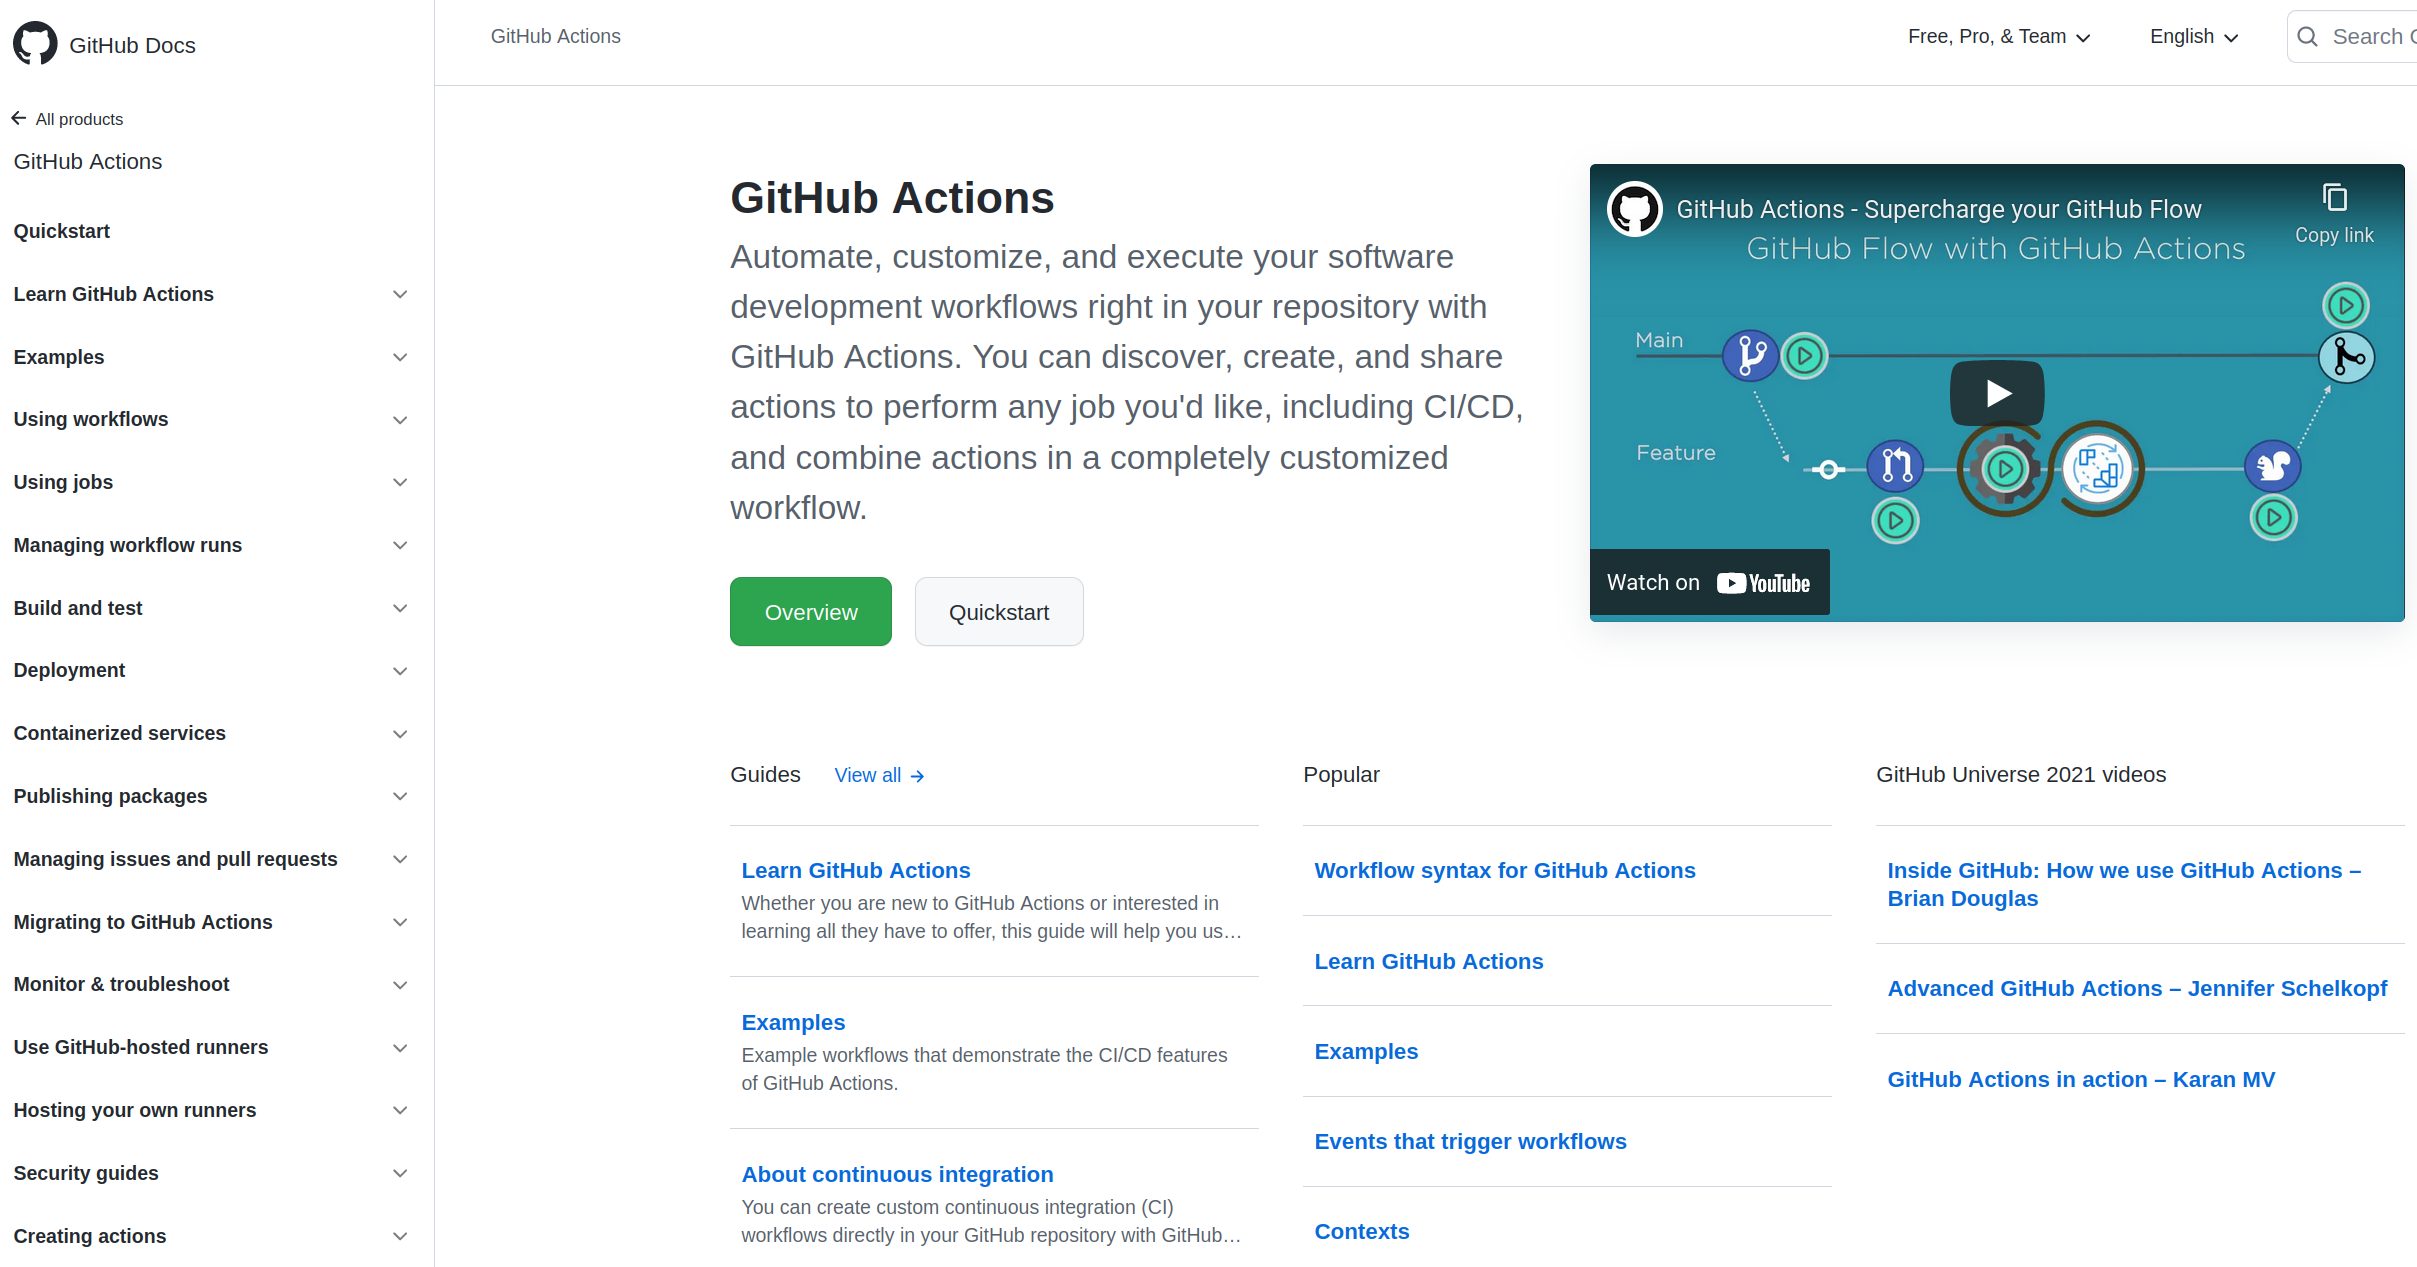 GitHub Docs
All products
GitHub Actions
Quickstart
Learn GitHub Actions
Examples
Using workflows
Using jobs
Managing workflow runs
Build and test
Deployment
Containerized services
Publishing packages
Managing issues and pull requests
Migrating to GitHub Actions
Monitor & troubleshoot
Use GitHub-hosted runners
Hosting your own runners
Security guides
Creating actions
GitHub Actions
Free, Pro, & Team
English
Search
GitHub Actions
Automate, customize, and execute your software
development workflows right in your repository with
GitHub Actions. You can discover, create, and share
actions to perform any job you'd like, including CI/CD,
and combine actions in a completely customized
workflow.
Overview
Quickstart
GitHub Actions - Supercharge your GitHub Flow
Copy link
GitHub Flow with GitHub Actions
Main
Feature
Watch on YouTube
Guides
View all
Learn GitHub Actions
Whether you are new to GitHub Actions or interested in
learning all they have to offer, this guide will help you us…
Examples
Example workflows that demonstrate the CI/CD features
of GitHub Actions.
About continuous integration
You can create custom continuous integration (CI)
workflows directly in your GitHub repository with GitHub…
Popular
Workflow syntax for GitHub Actions
Learn GitHub Actions
Examples
Events that trigger workflows
Contexts
GitHub Universe 2021 videos
Inside GitHub: How we use GitHub Actions –
Brian Douglas
Advanced GitHub Actions – Jennifer Schelkopf
GitHub Actions in action – Karan MV